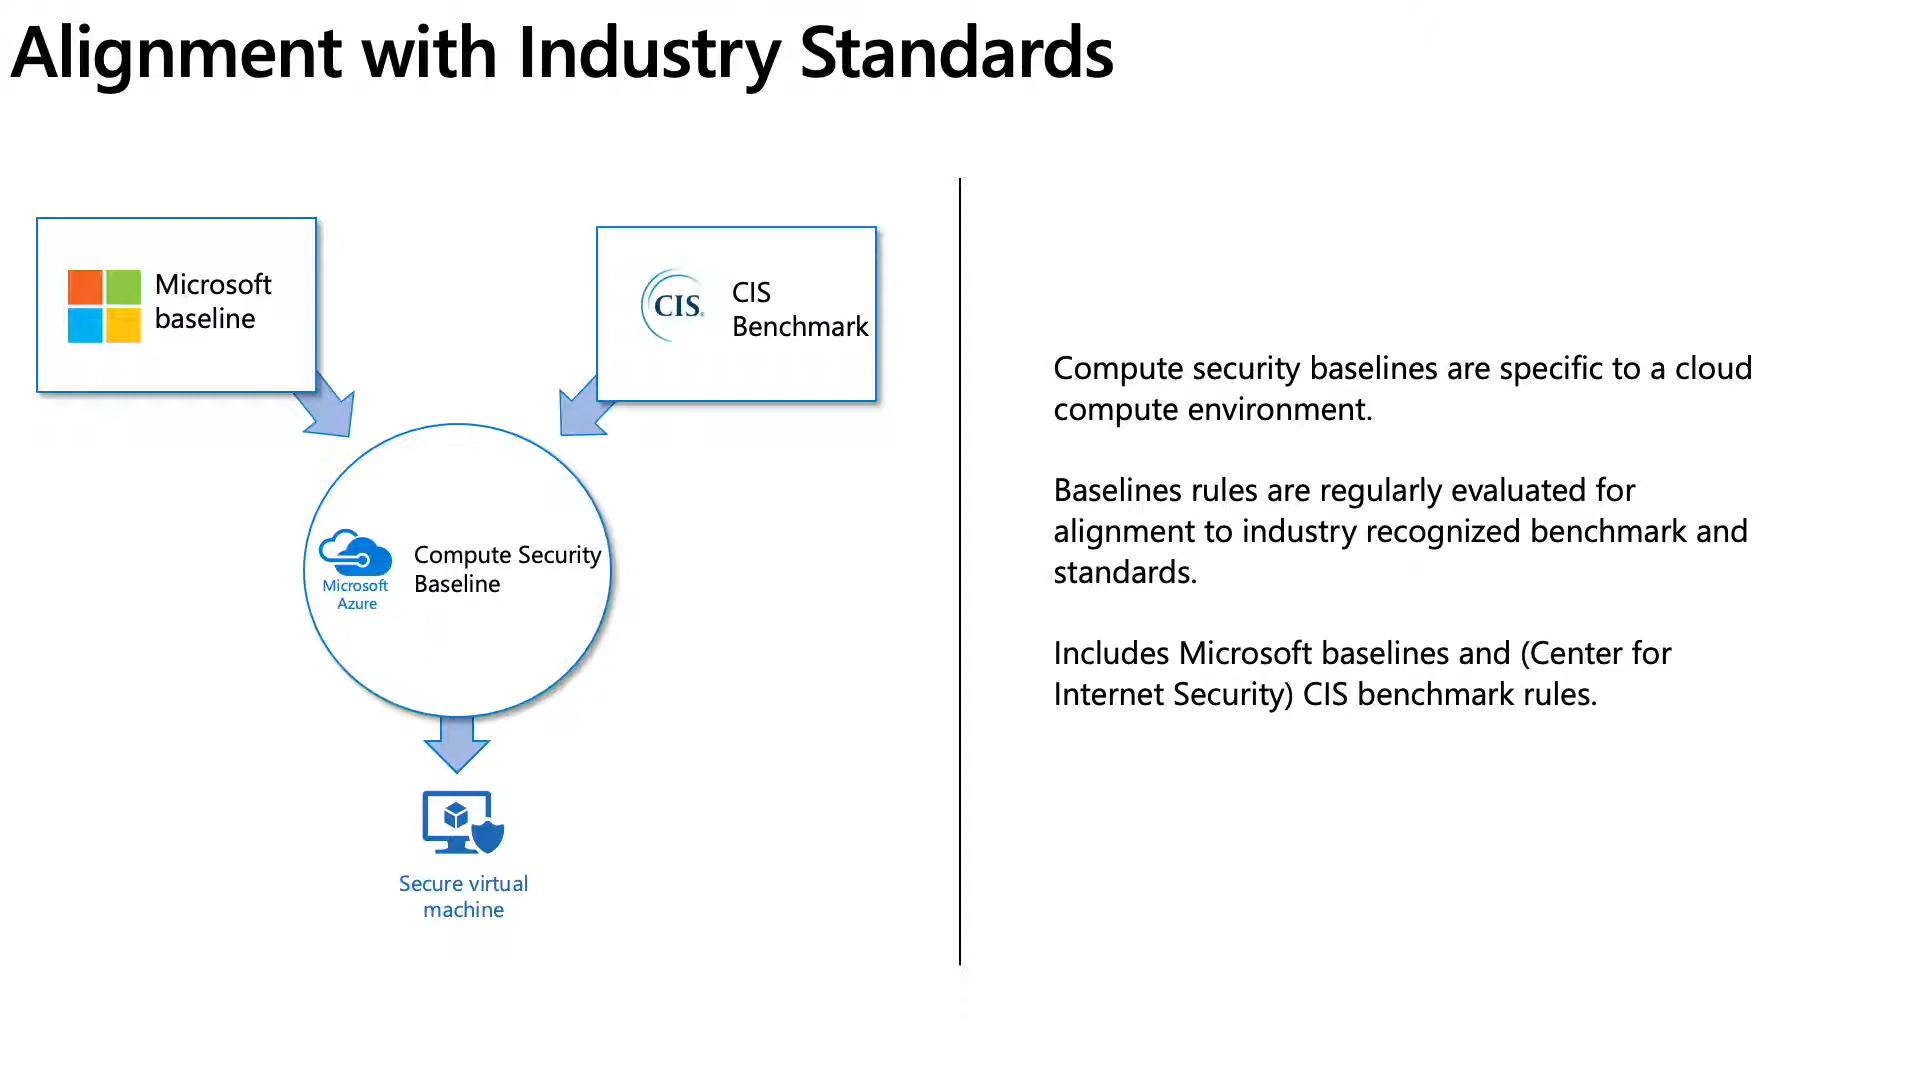 Alignment with Industry Standards
Microsoft
baseline
CIS
CIS
Benchmark
Microsoft
Azure
Compute Security
Baseline
Secure virtual
machine
Compute security baselines are specific to a cloud
compute environment.
Baselines rules are regularly evaluated for
alignment to industry recognized benchmark and
standards.
Includes Microsoft baselines and (Center for
Internet Security) CIS benchmark rules.